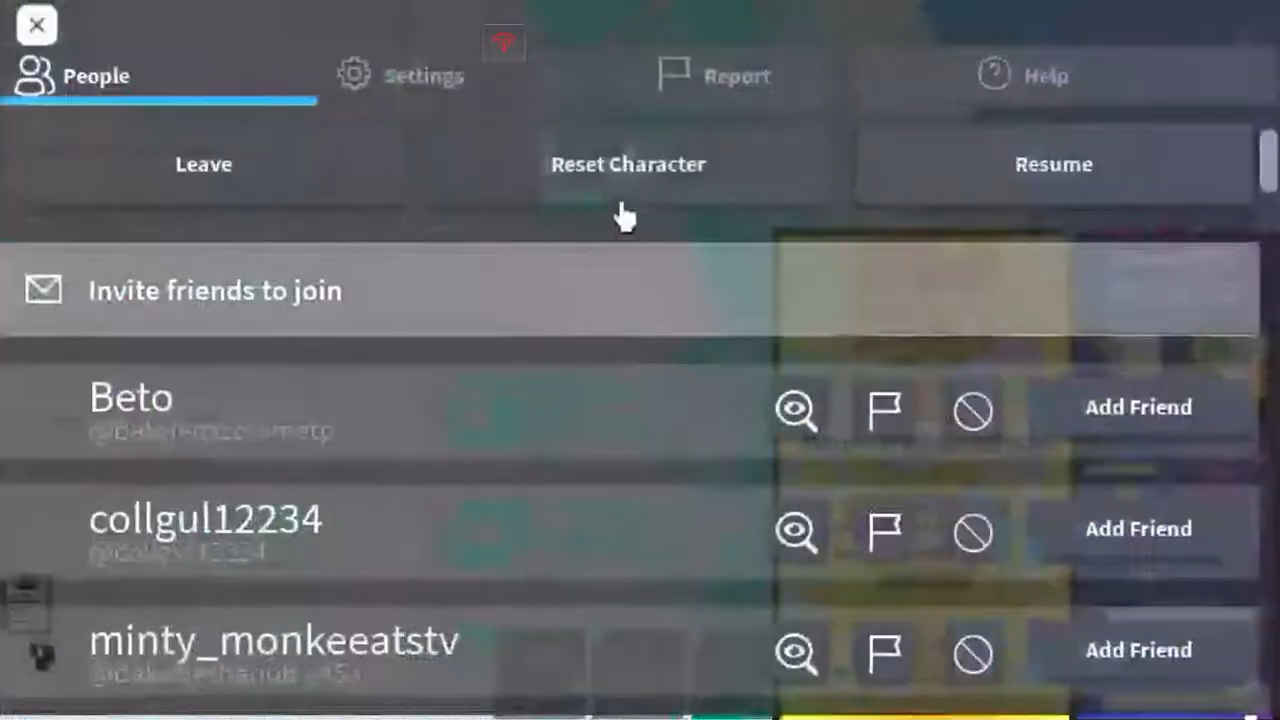 People
Settings
Report
Help
Leave
Reset Character
Resume
Invite friends to join
Beto
Add Friend
collgul12234
Add Friend
minty_monkeeatstv
Add Friend